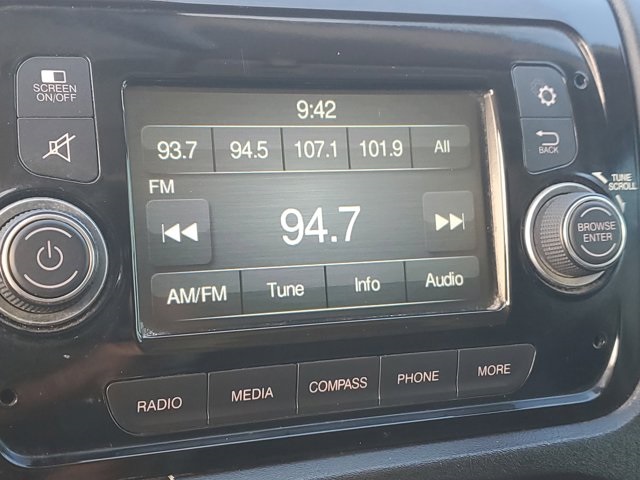 SCREEN
ON/OFF
9:42
93.7 94.5 107.1 101.9 All
BACK
FM
TUNE
SCROLL
94.7
BROWSE
ENTER
AM/FM Tune Info Audio
RADIO MEDIA COMPASS PHONE MORE